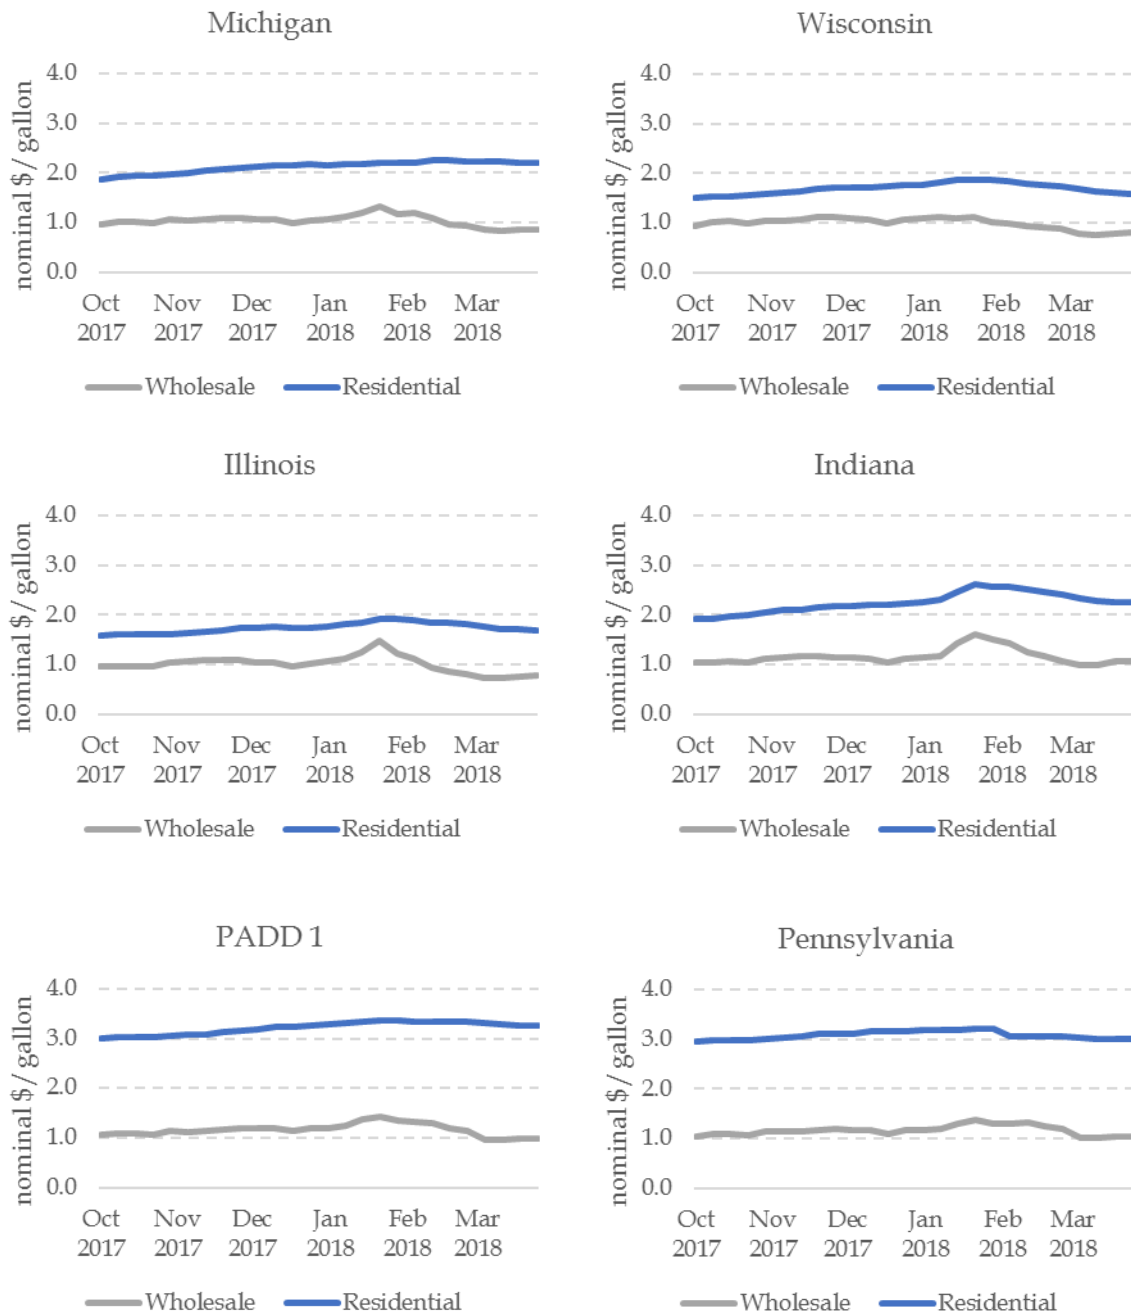 Michigan
nominal $/gallon
4.0
3.0
2.0
1.0
0.0
Oct Nov Dec Jan Feb Mar
2017 2017 2017 2018 2018 2018
Wholesale Residential
Wisconsin
nominal $/gallon
4.0
3.0
2.0
1.0
0.0
Oct Nov Dec Jan Feb Mar
2017 2017 2017 2018 2018 2018
Wholesale Residential
Illinois
nominal $/gallon
4.0
3.0
2.0
1.0
0.0
Oct Nov Dec Jan Feb Mar
2017 2017 2017 2018 2018 2018
Wholesale Residential
Indiana
nominal $/gallon
4.0
3.0
2.0
1.0
0.0
Oct Nov Dec Jan Feb Mar
2017 2017 2017 2018 2018 2018
Wholesale Residential
PADD 1
nominal $/gallon
4.0
3.0
2.0
1.0
0.0
Oct Nov Dec Jan Feb Mar
2017 2017 2017 2018 2018 2018
Wholesale Residential
Pennsylvania
nominal $/gallon
4.0
3.0
2.0
1.0
0.0
Oct Nov Dec Jan Feb Mar
2017 2017 2017 2018 2018 2018
Wholesale Residential